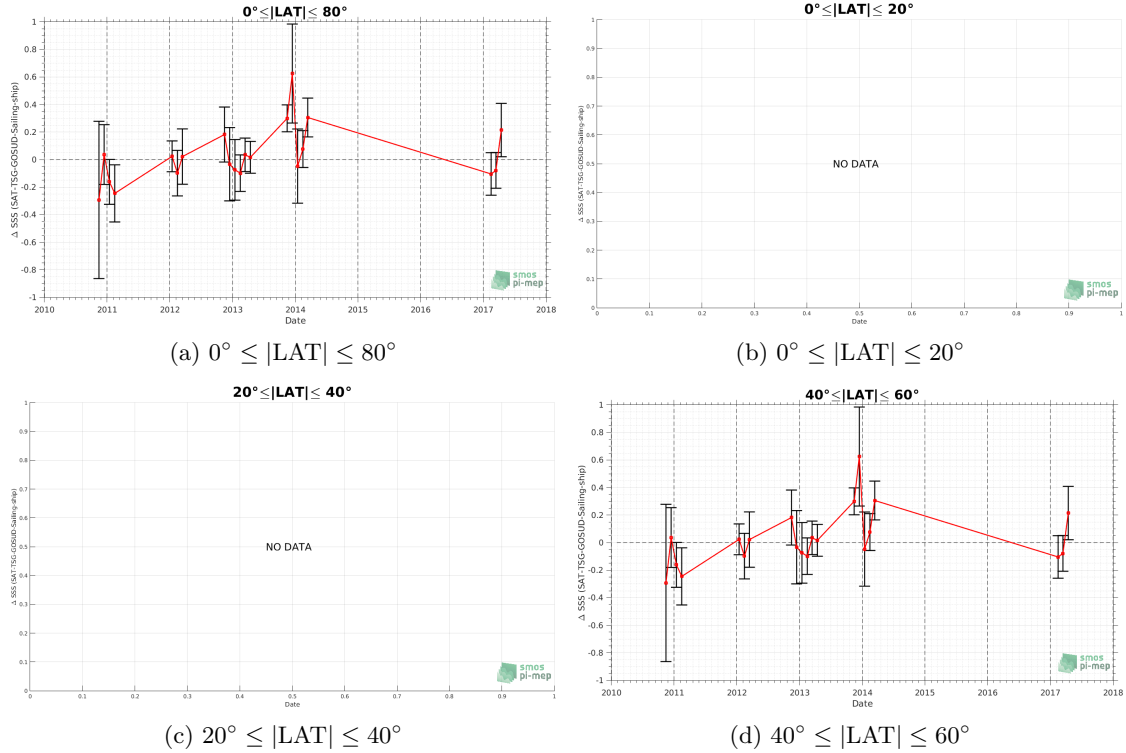 0°≤|LAT|≤ 80°
1
0.8
0.6
0.4
0.2
0
-0.2
-0.4
-0.6
-0.8
-1
Δ SSS (SAT-TSG-GOSUD-Sailing-ship)
2010 2011 2012 2013 2014 2015 2016 2017 2018
Date
smos
pi-mep
(a) 0° ≤ |LAT| ≤ 80°
0°≤|LAT|≤ 20°
1
0.9
0.8
0.7
0.6
0.5
0.4
0.3
0.2
0.1
0
Δ SSS (SAT-TSG-GOSUD-Sailing-ship)
NO DATA
0 0.1 0.2 0.3 0.4 0.5 0.6 0.7 0.8 0.9 1
Date
smos
pi-mep
(b) 0° ≤ |LAT| ≤ 20°
20°≤|LAT|≤ 40°
1
0.9
0.8
0.7
0.6
0.5
0.4
0.3
0.2
0.1
0
Δ SSS (SAT-TSG-GOSUD-Sailing-ship)
NO DATA
0 0.1 0.2 0.3 0.4 0.5 0.6 0.7 0.8 0.9 1
Date
smos
pi-mep
(c) 20° ≤ |LAT| ≤ 40°
40°≤|LAT|≤ 60°
1
0.8
0.6
0.4
0.2
0
-0.2
-0.4
-0.6
-0.8
-1
Δ SSS (SAT-TSG-GOSUD-Sailing-ship)
2010 2011 2012 2013 2014 2015 2016 2017 2018
Date
smos
pi-mep
(d) 40° ≤ |LAT| ≤ 60°